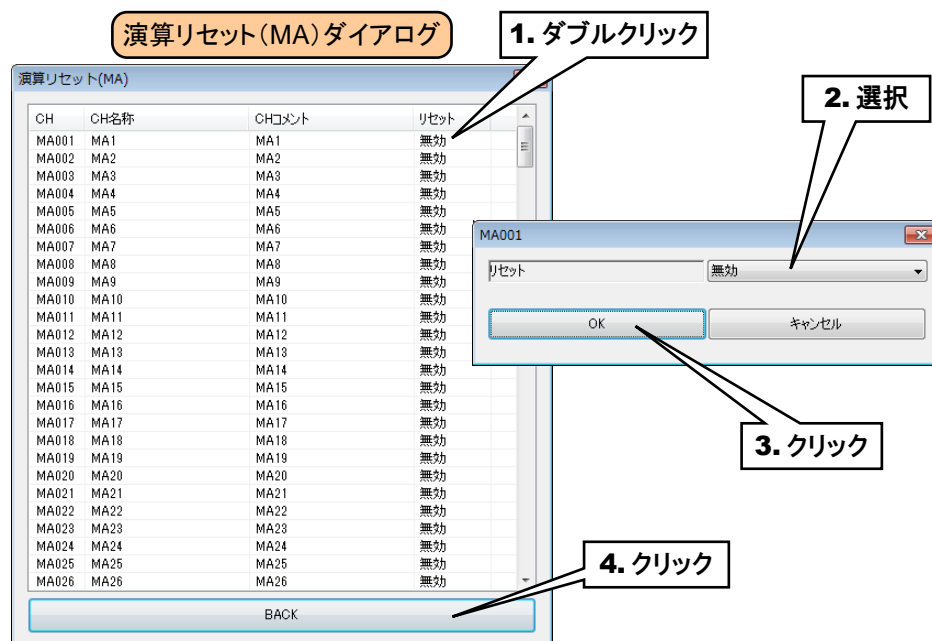 演算リセット(MA)ダイアログ
1. ダブルクリック
演算リセット(MA)
CH CH名称 CHコメント リセット
MA001 MA1 MA1 無効
MA002 MA2 MA2 無効
MA003 MA3 MA3 無効
MA004 MA4 MA4 無効
MA005 MA5 MA5 無効
MA006 MA6 MA6 無効
MA007 MA7 MA7 無効
MA008 MA8 MA8 無効
MA009 MA9 MA9 無効
MA010 MA10 MA10 無効
MA011 MA11 MA11 無効
MA012 MA12 MA12 無効
MA013 MA13 MA13 無効
MA014 MA14 MA14 無効
MA015 MA15 MA15 無効
MA016 MA16 MA16 無効
MA017 MA17 MA17 無効
MA018 MA18 MA18 無効
MA019 MA19 MA19 無効
MA020 MA20 MA20 無効
MA021 MA21 MA21 無効
MA022 MA22 MA22 無効
MA023 MA23 MA23 無効
MA024 MA24 MA24 無効
MA025 MA25 MA25 無効
MA026 MA26 MA26 無効
BACK
2. 選択
MA001
リセット 無効
OK キャンセル
3. クリック
4. クリック